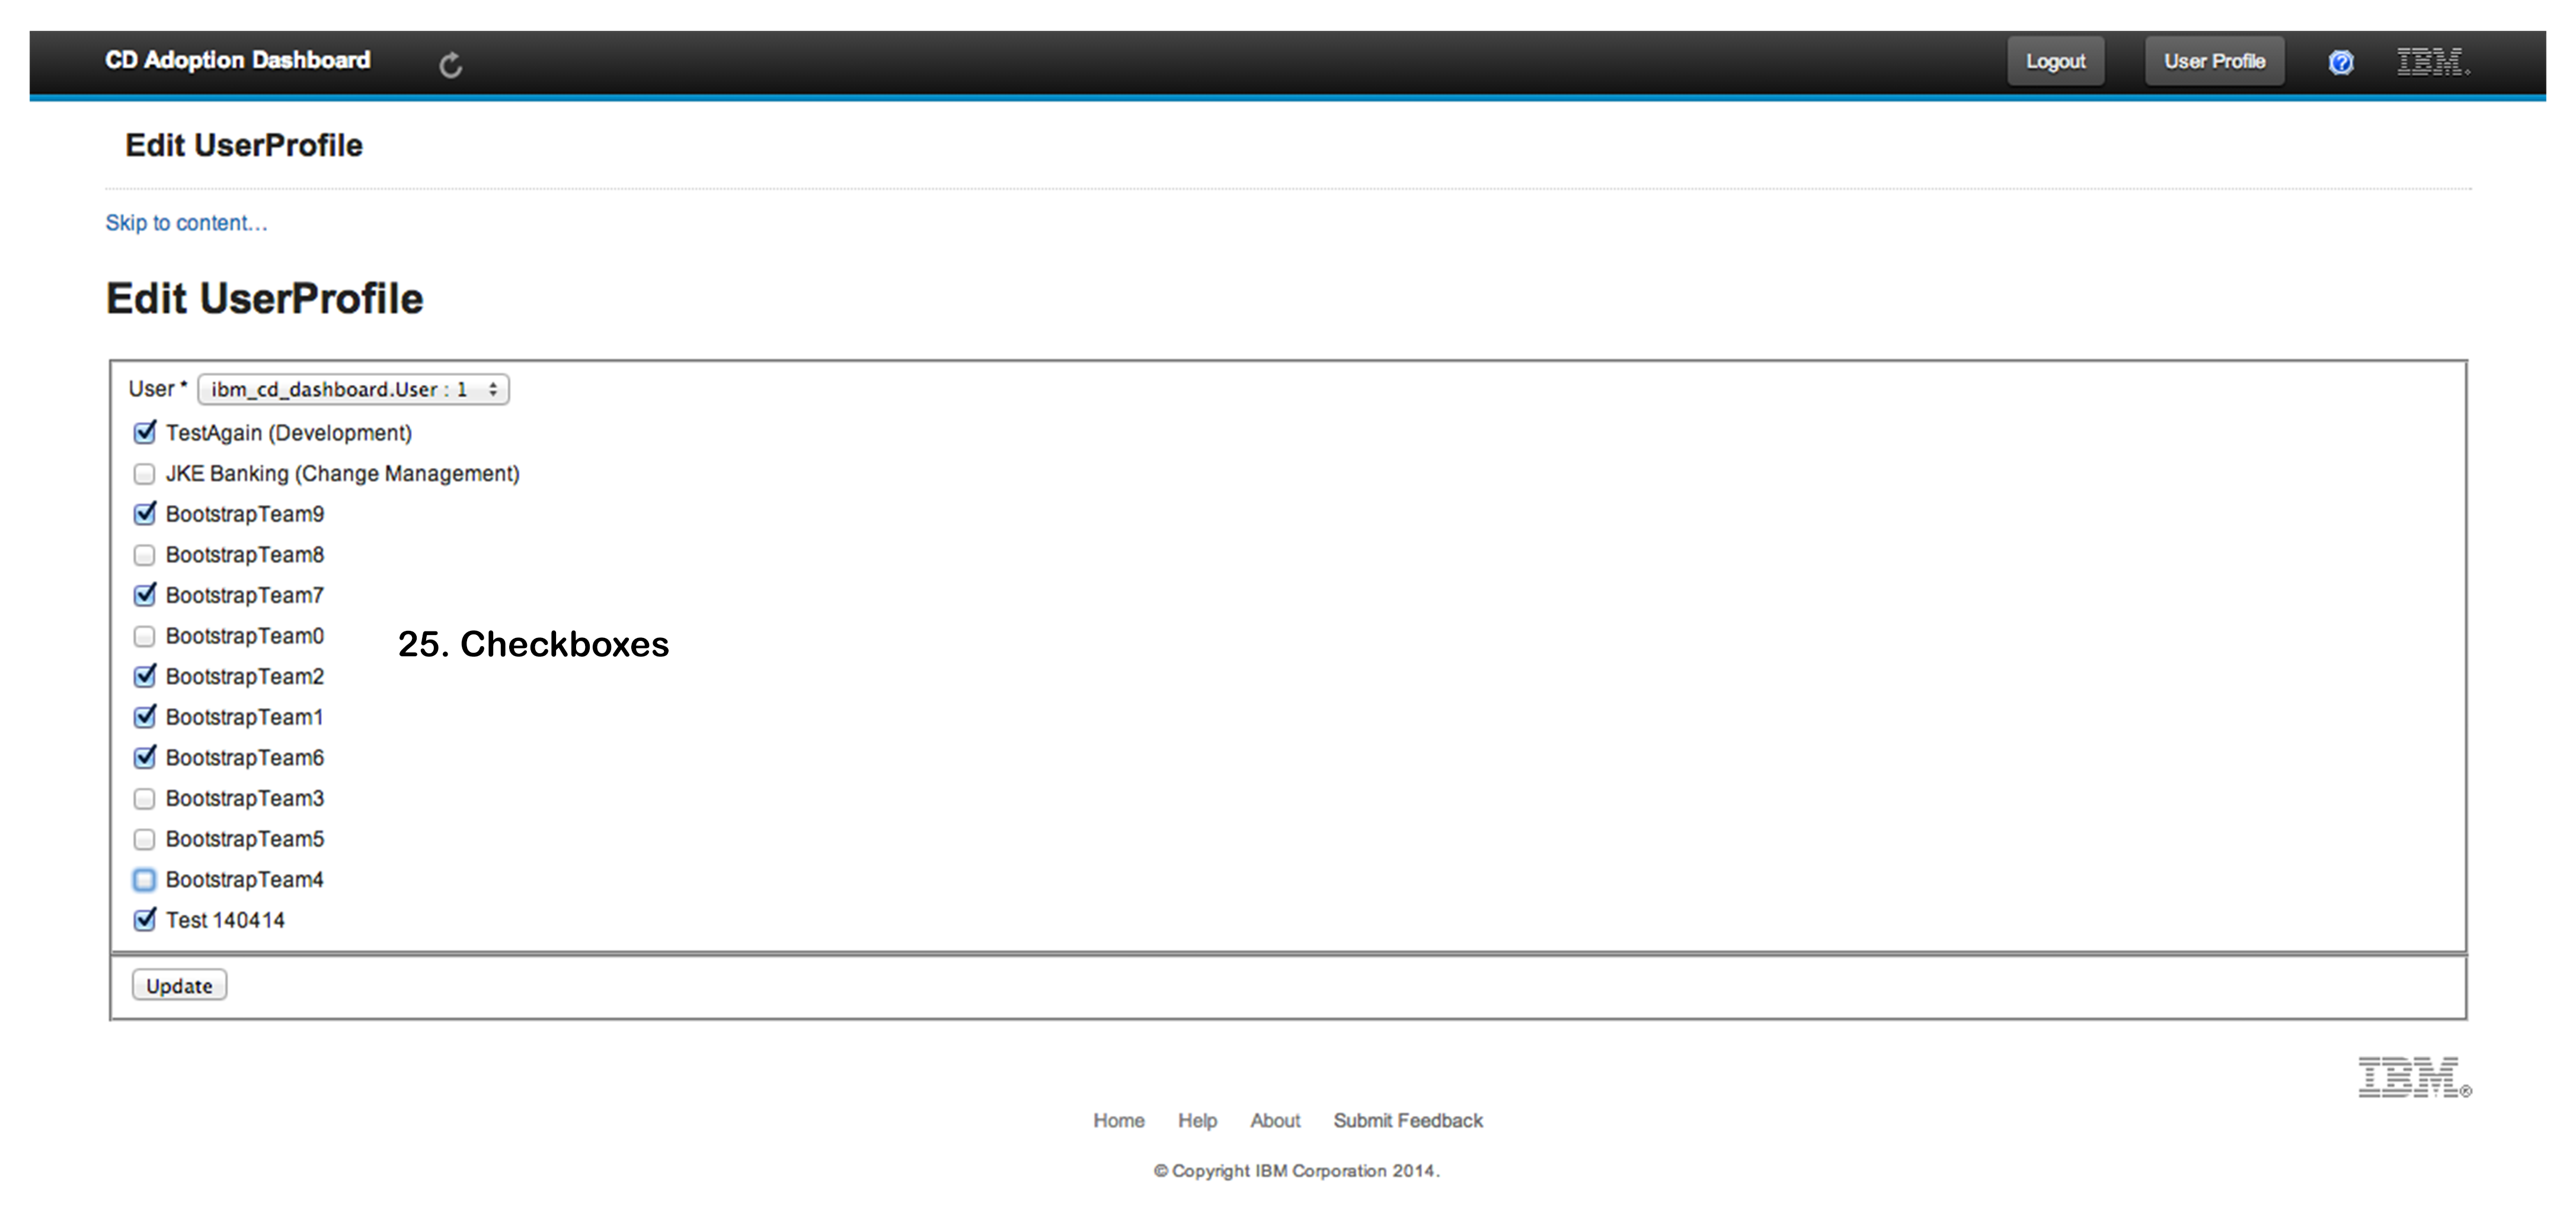 CD Adoption Dashboard Logout User Profile ? IBM.
Edit UserProfile
Skip to content...
Edit UserProfile
User * ibm_cd_dashboard.User : 1
TestAgain (Development)
JKE Banking (Change Management)
BootstrapTeam9
BootstrapTeam8
BootstrapTeam7
BootstrapTeam0
25. Checkboxes
BootstrapTeam2
BootstrapTeam1
BootstrapTeam6
BootstrapTeam3
BootstrapTeam5
BootstrapTeam4
Test 140414
Update
IBM®
Home Help About Submit Feedback
© Copyright IBM Corporation 2014.